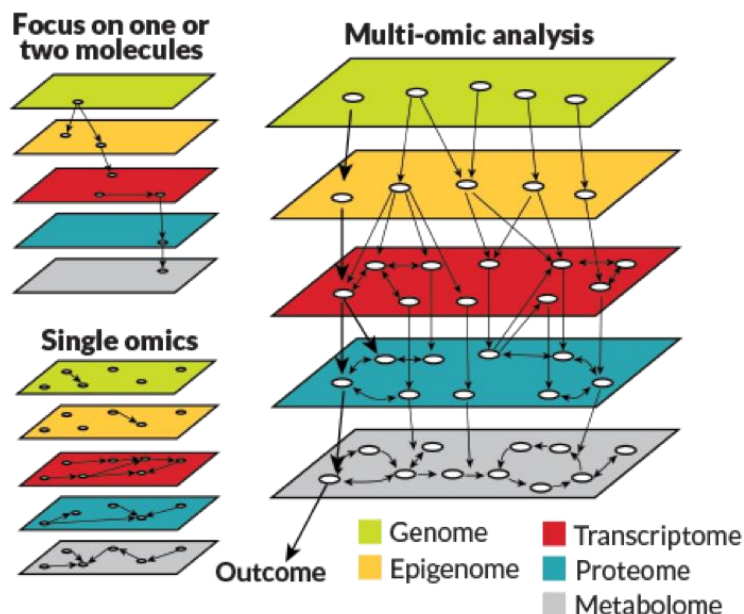 Focus on one or
two molecules
Multi-omic analysis
Single omics
Outcome
Genome
Epigenome
Transcriptome
Proteome
Metabolome